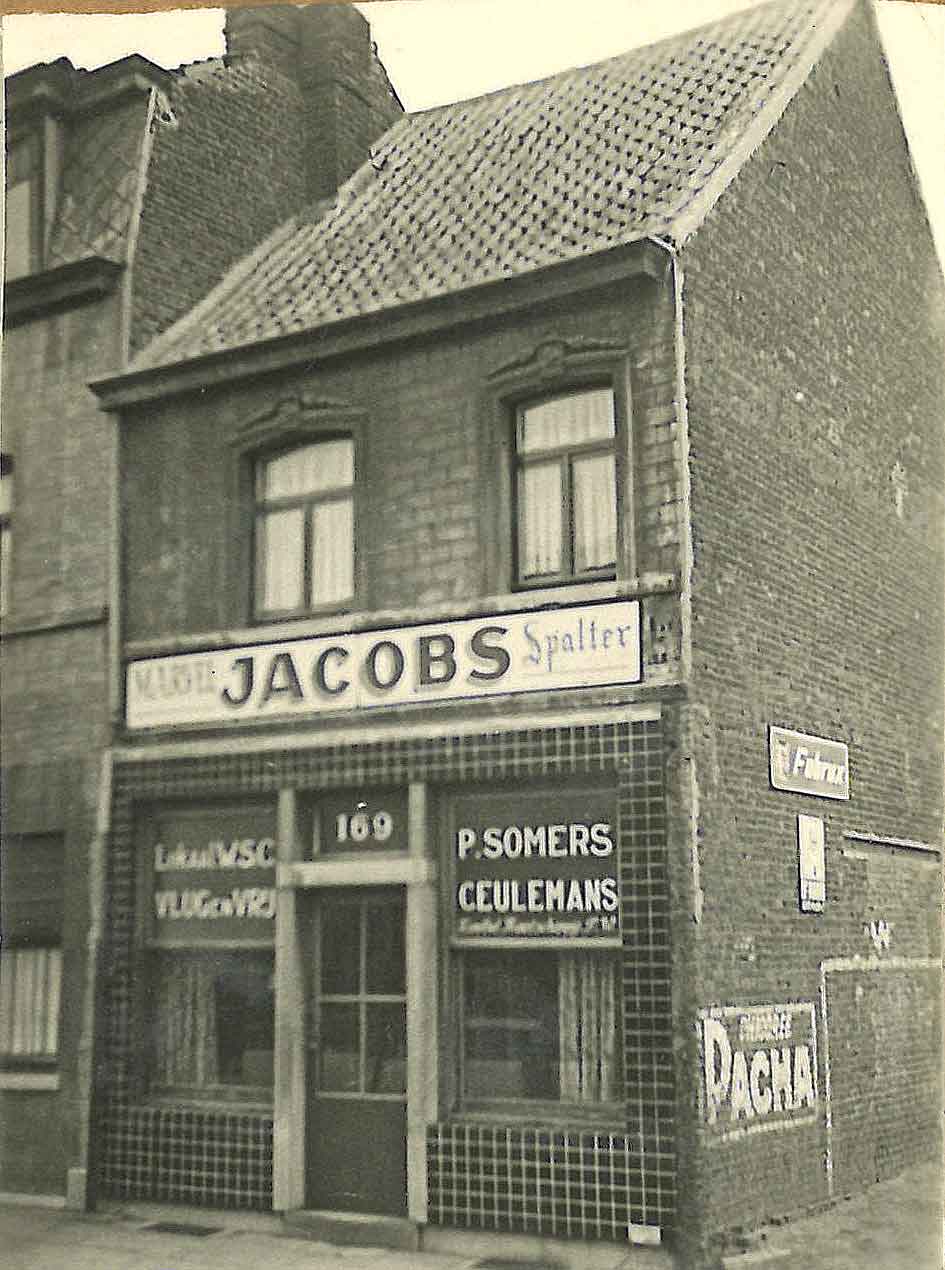 JACOBS Spalter
169
Lokaal W.S.C
VLUG en VRIJ
P. SOMERS
CEULEMANS
PACHA